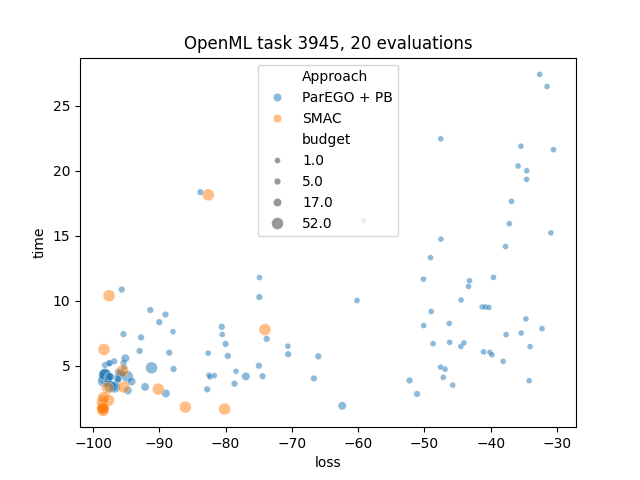 OpenML task 3945, 20 evaluations
Approach
ParEGO + PB
SMAC
budget
1.0
5.0
17.0
52.0
time
25
20
15
10
5
−100
−90
−80
−70
−60
−50
−40
−30
loss